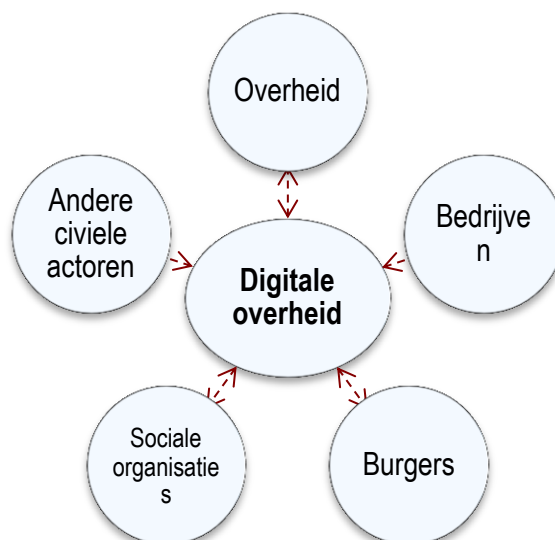 Overheid
Andere
civiele
actoren
Bedrijve
n
Digitale
overheid
Sociale
organisatie
s
Burgers